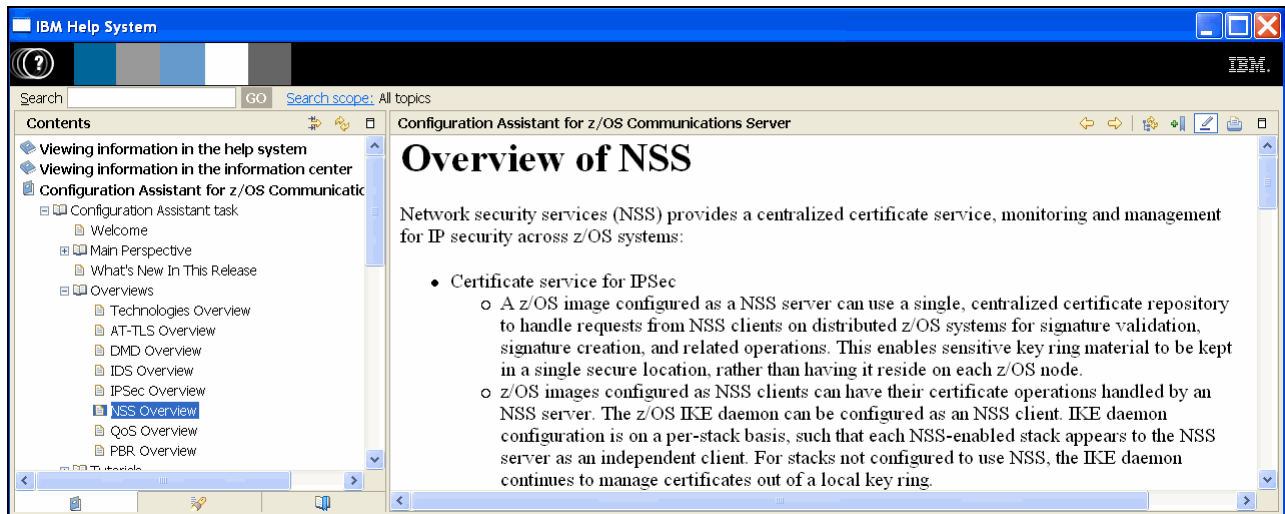 IBM Help System
IBM.
Search GO Search scope: All topics
Contents
Viewing information in the help system
Viewing information in the information center
Configuration Assistant for z/OS Communicatic
Configuration Assistant task
Welcome
Main Perspective
What's New In This Release
Overviews
Technologies Overview
AT-TLS Overview
DMD Overview
IDS Overview
IPSec Overview
NSS Overview
QoS Overview
PBR Overview
Tutorials
Configuration Assistant for z/OS Communications Server
Overview of NSS
Network security services (NSS) provides a centralized certificate service, monitoring and management
for IP security across z/OS systems:
Certificate service for IPSec
A z/OS image configured as a NSS server can use a single, centralized certificate repository
to handle requests from NSS clients on distributed z/OS systems for signature validation,
signature creation, and related operations. This enables sensitive key ring material to be kept
in a single secure location, rather than having it reside on each z/OS node.
z/OS images configured as NSS clients can have their certificate operations handled by an
NSS server. The z/OS IKE daemon can be configured as an NSS client. IKE daemon
configuration is on a per-stack basis, such that each NSS-enabled stack appears to the NSS
server as an independent client. For stacks not configured to use NSS, the IKE daemon
continues to manage certificates out of a local key ring.